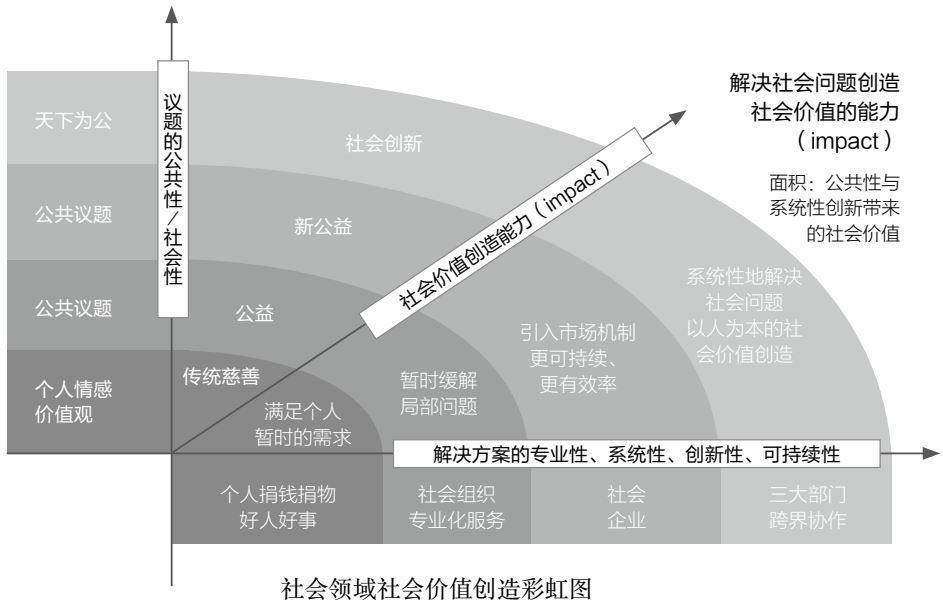 天下为公
公共议题
公共议题
个人情感
价值观
议题的公共性/社会性
社会创新
新公益
公益
传统慈善
社会价值创造能力（impact）
解决社会问题创造
社会价值的能力
（impact）
面积：公共性与
系统性创新带来
的社会价值
系统性地解决
社会问题
以人为本的社
会价值创造
引入市场机制
更可持续、
更有效率
暂时缓解
局部问题
满足个人
暂时的需求
解决方案的专业性、系统性、创新性、可持续性
个人捐钱捐物
好人好事
社会组织
专业化服务
社会
企业
三大部门
跨界协作
社会领域社会价值创造彩虹图